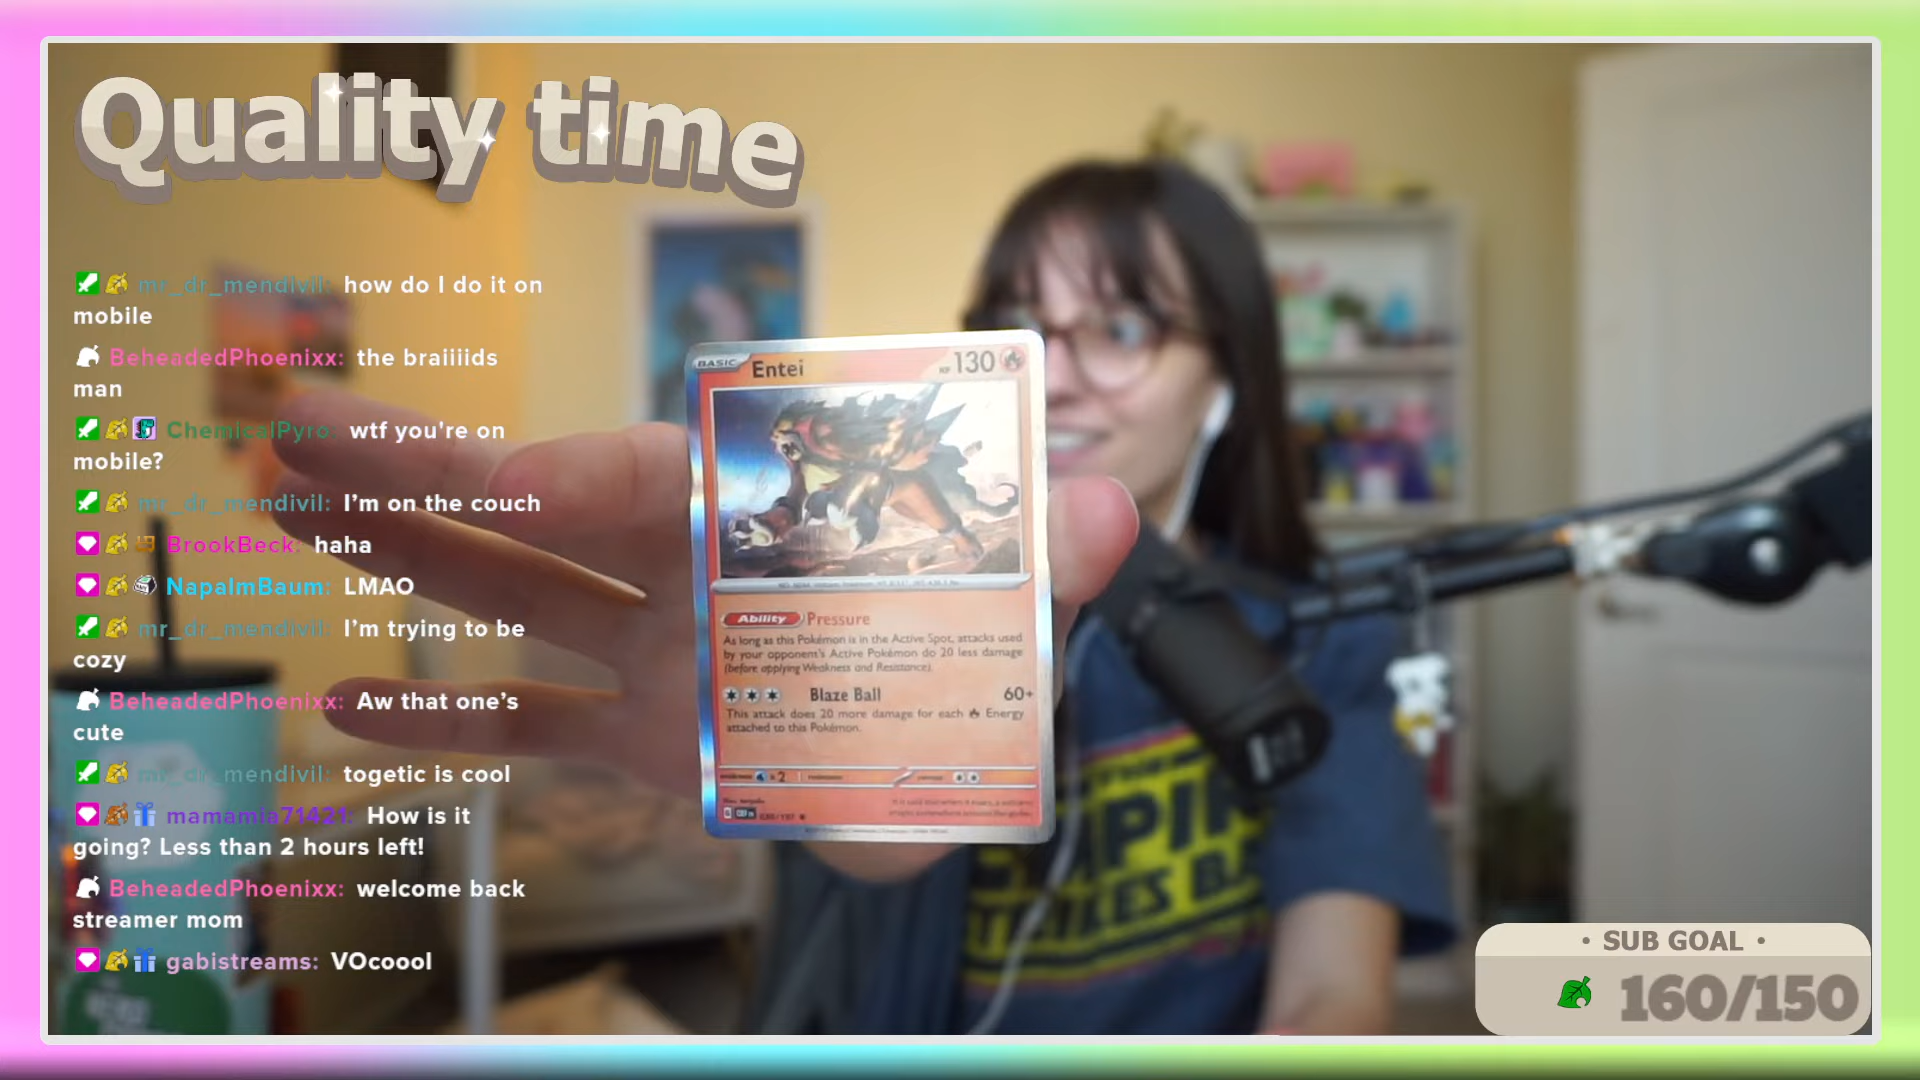 Quality time
mr_dr_mendivil: how do I do it on
mobile
BeheadedPhoenixx: the braiiiids
man
ChemicalPyro: wtf you're on
mobile?
mr_dr_mendivil: I'm on the couch
BrookBeck: haha
NapalmBaum: LMAO
mr_dr_mendivil: I'm trying to be
cozy
BeheadedPhoenixx: Aw that one's
cute
mr_dr_mendivil: togetic is cool
mamamia71421: How is it
going? Less than 2 hours left!
BeheadedPhoenixx: welcome back
streamer mom
gabistreams: VOcoool
BASIC Entei HP 130
Ability Pressure
As long as this Pokémon is in the Active Spot, attacks used
by your opponent's Active Pokémon do 20 less damage
(before applying Weakness and Resistance).
Blaze Ball 60+
This attack does 20 more damage for each Energy
attached to this Pokémon.
x2
STRIKES BA
• SUB GOAL •
160/150